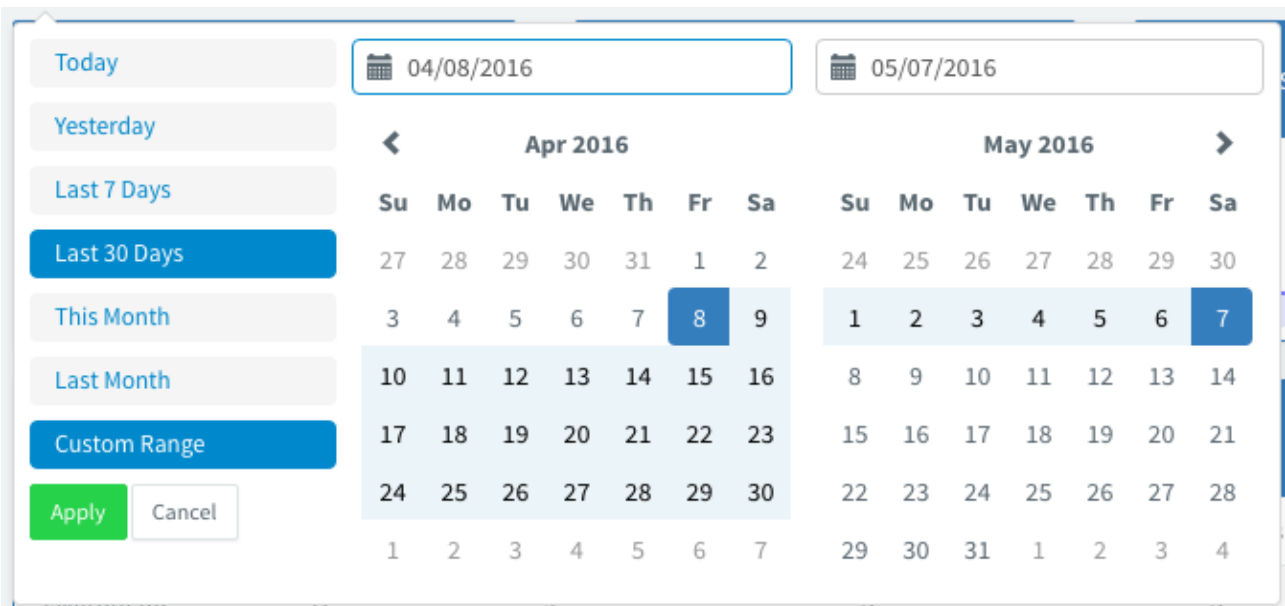 Today
Yesterday
Last 7 Days
Last 30 Days
This Month
Last Month
Custom Range
Apply Cancel
04/08/2016
Apr 2016
Su Mo Tu We Th Fr Sa
27 28 29 30 31 1 2
3 4 5 6 7 8 9
10 11 12 13 14 15 16
17 18 19 20 21 22 23
24 25 26 27 28 29 30
1 2 3 4 5 6 7
05/07/2016
May 2016
Su Mo Tu We Th Fr Sa
24 25 26 27 28 29 30
1 2 3 4 5 6 7
8 9 10 11 12 13 14
15 16 17 18 19 20 21
22 23 24 25 26 27 28
29 30 31 1 2 3 4